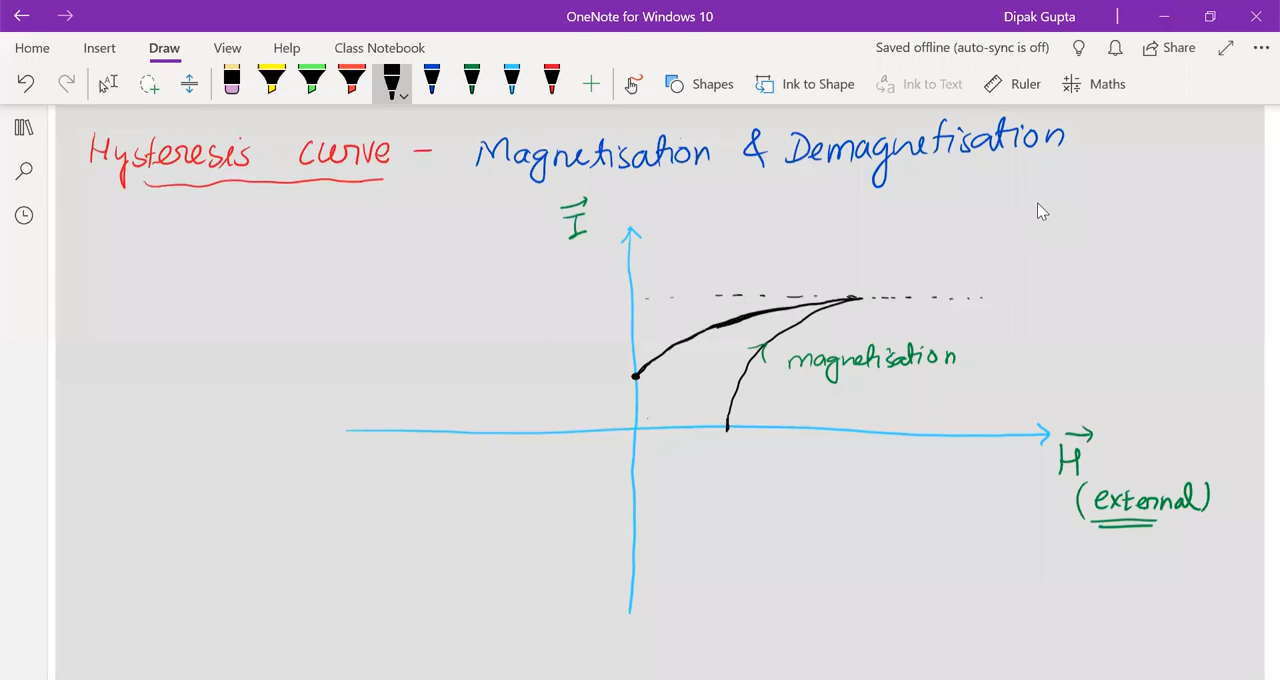 OneNote for Windows 10
Dipak Gupta
Home Insert Draw View Help Class Notebook
Saved offline (auto-sync is off)
Share
Shapes
Ink to Shape
Ink to Text
Ruler
Maths
Hysteresis curve - Magnetisation & Demagnetisation
I
magnetisation
H
(external)